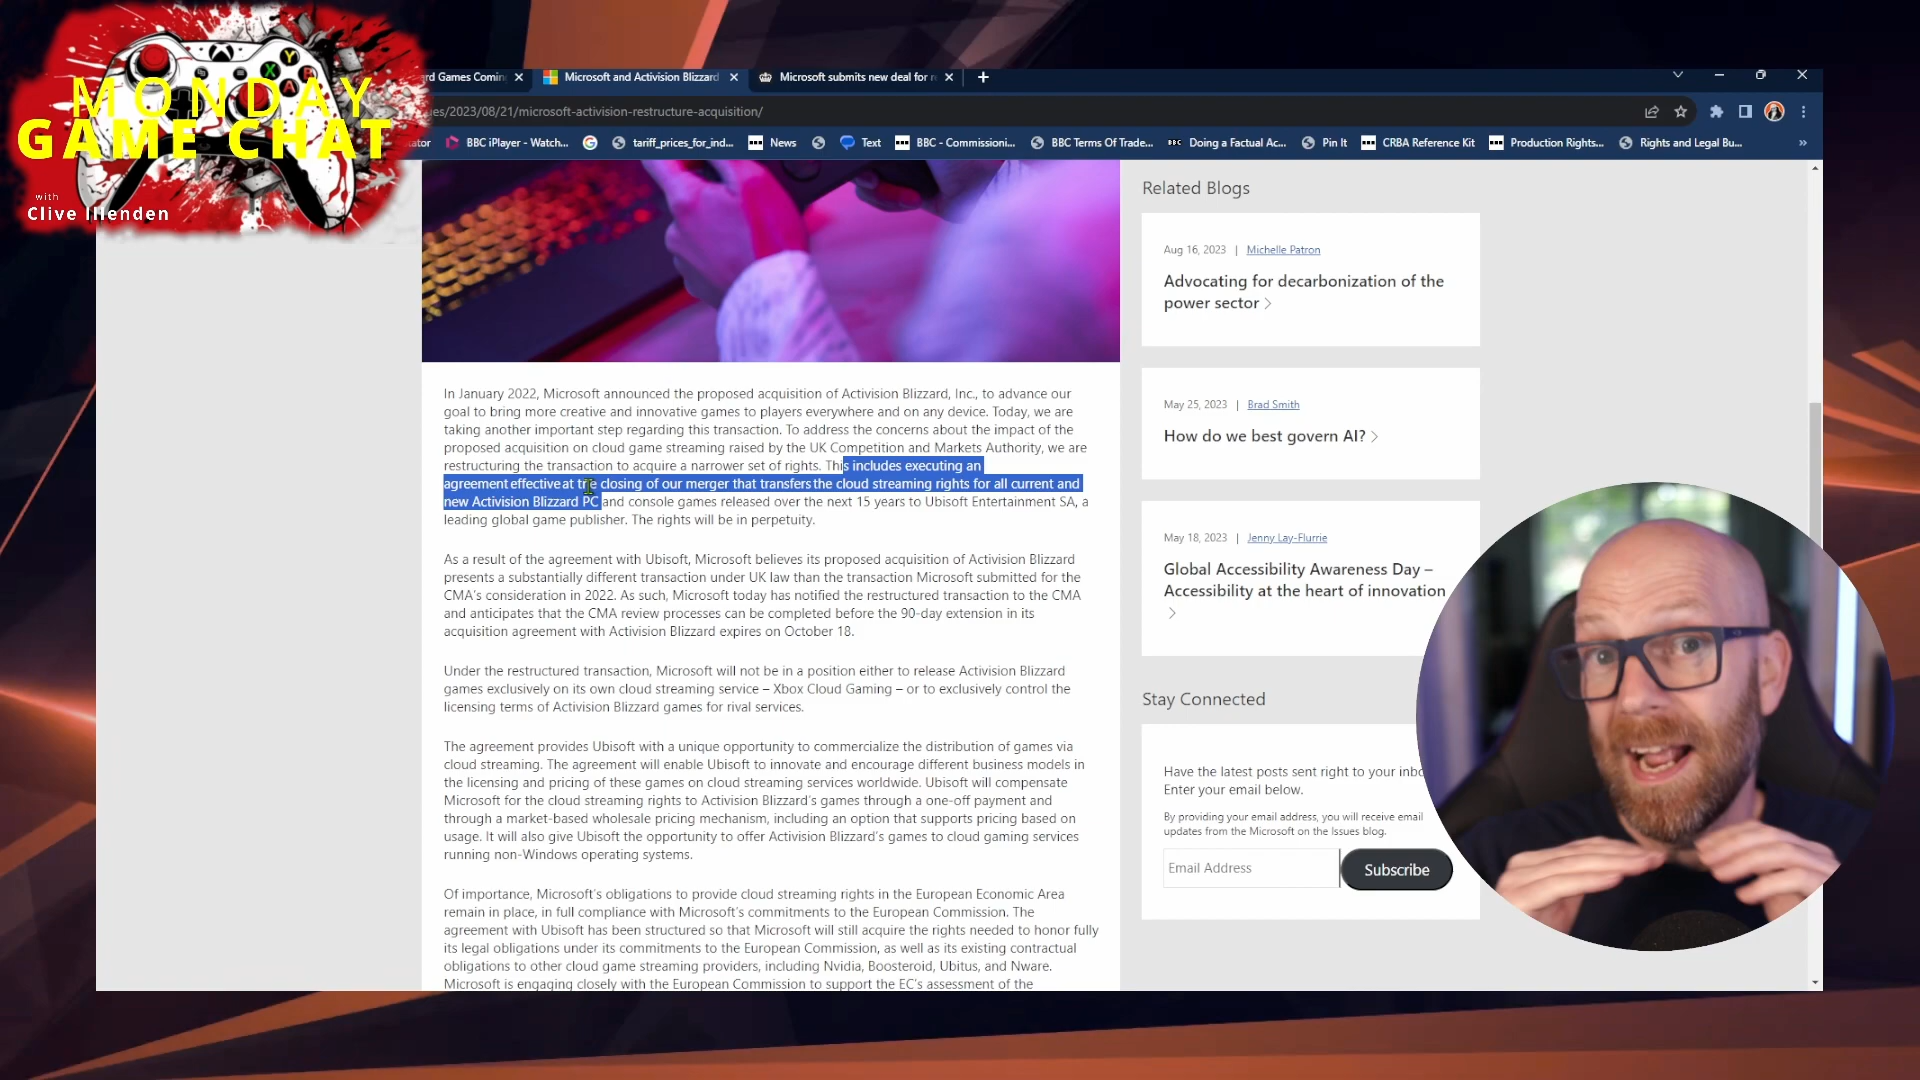 MONDAY
GAME CHAT
with
Clive Illenden
X
Y
X
A
rd Games Comin
Microsoft and Activision Blizzard
Microsoft submits new deal for r
es/2023/08/21/microsoft-activision-restructure-acquisition/
ator
BBC iPlayer - Watch...
tariff_prices_for_ind...
News
Text
BBC - Commissioni...
BBC Terms Of Trade...
BBC
Doing a Factual Ac...
Pin It
CRBA Reference Kit
Production Rights...
Rights and Legal Bu...
»
In January 2022, Microsoft announced the proposed acquisition of Activision Blizzard, Inc., to advance our
goal to bring more creative and innovative games to players everywhere and on any device. Today, we are
taking another important step regarding this transaction. To address the concerns about the impact of the
proposed acquisition on cloud game streaming raised by the UK Competition and Markets Authority, we are
restructuring the transaction to acquire a narrower set of rights. This includes executing an
agreement effective at the closing of our merger that transfers the cloud streaming rights for all current and
new Activision Blizzard PC and console games released over the next 15 years to Ubisoft Entertainment SA, a
leading global game publisher. The rights will be in perpetuity.
As a result of the agreement with Ubisoft, Microsoft believes its proposed acquisition of Activision Blizzard
presents a substantially different transaction under UK law than the transaction Microsoft submitted for the
CMA's consideration in 2022. As such, Microsoft today has notified the restructured transaction to the CMA
and anticipates that the CMA review processes can be completed before the 90-day extension in its
acquisition agreement with Activision Blizzard expires on October 18.
Under the restructured transaction, Microsoft will not be in a position either to release Activision Blizzard
games exclusively on its own cloud streaming service – Xbox Cloud Gaming – or to exclusively control the
licensing terms of Activision Blizzard games for rival services.
The agreement provides Ubisoft with a unique opportunity to commercialize the distribution of games via
cloud streaming. The agreement will enable Ubisoft to innovate and encourage different business models in
the licensing and pricing of these games on cloud streaming services worldwide. Ubisoft will compensate
Microsoft for the cloud streaming rights to Activision Blizzard's games through a one-off payment and
through a market-based wholesale pricing mechanism, including an option that supports pricing based on
usage. It will also give Ubisoft the opportunity to offer Activision Blizzard's games to cloud gaming services
running non-Windows operating systems.
Of importance, Microsoft's obligations to provide cloud streaming rights in the European Economic Area
remain in place, in full compliance with Microsoft's commitments to the European Commission. The
agreement with Ubisoft has been structured so that Microsoft will still acquire the rights needed to honor fully
its legal obligations under its commitments to the European Commission, as well as its existing contractual
obligations to other cloud game streaming providers, including Nvidia, Boosteroid, Ubitus, and Nware.
Microsoft is engaging closely with the European Commission to support the EC's assessment of the
Related Blogs
Aug 16, 2023 | Michelle Patron
Advocating for decarbonization of the
power sector >
May 25, 2023 | Brad Smith
How do we best govern AI? >
May 18, 2023 | Jenny Lay-Flurrie
Global Accessibility Awareness Day –
Accessibility at the heart of innovation
>
Stay Connected
Have the latest posts sent right to your inbo
Enter your email below.
By providing your email address, you will receive email
updates from the Microsoft on the Issues blog.
Email Address
Subscribe